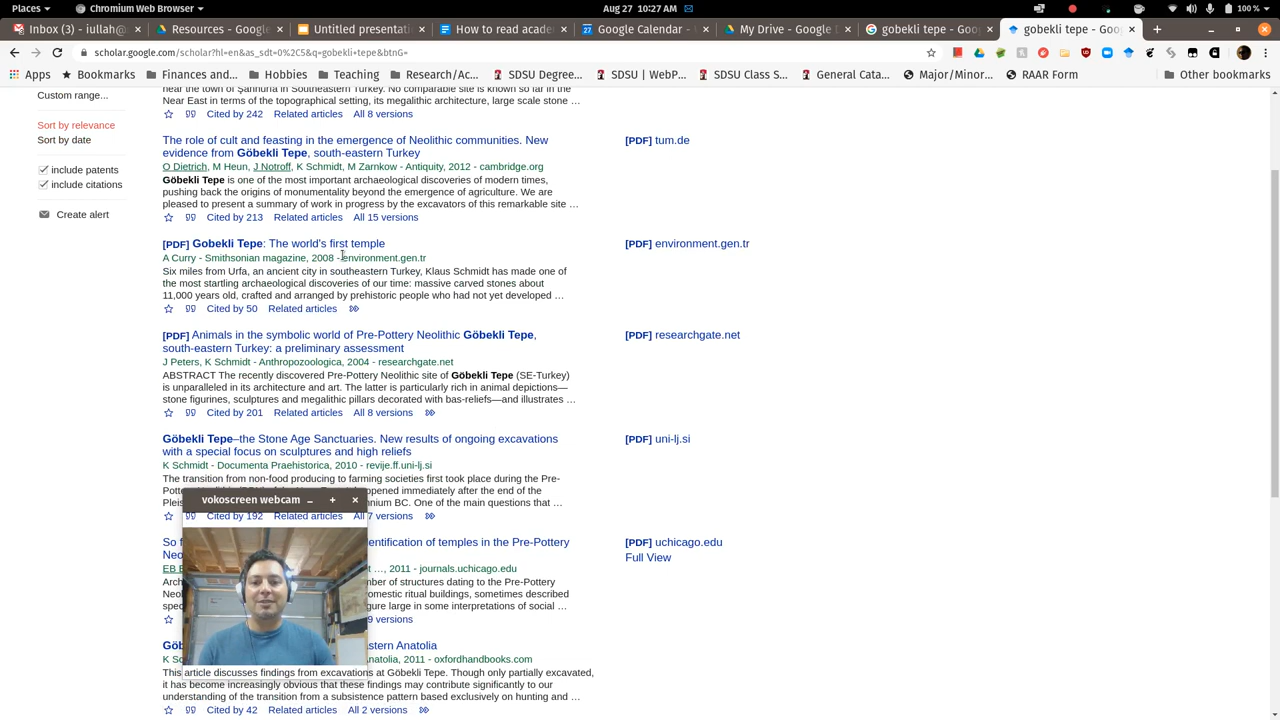 Places
Chromium Web Browser
Aug 27 10:27 AM
100 %
Inbox (3) - iullah@
Resources - Google
Untitled presentati
How to read acade
Google Calendar -
My Drive - Google D
gobekli tepe - Goo
gobekli tepe - Goo
scholar.google.com/scholar?hl=en&as_sdt=0%2C5&q=gobekli+tepe&btnG=
Apps
Bookmarks
Finances and...
Hobbies
Teaching
Research/Ac...
SDSU Degree...
SDSU | WebP...
SDSU Class S...
General Cata...
Major/Minor...
RAAR Form
Other bookmarks
Custom range...
Sort by relevance
Sort by date
include patents
include citations
Create alert
near the town of Şanlıurfa in Southeastern Turkey. No comparable site is known so far in the
Near East in terms of the topographical setting, its megalithic architecture, large scale stone …
Cited by 242 Related articles All 8 versions
The role of cult and feasting in the emergence of Neolithic communities. New
evidence from Göbekli Tepe, south-eastern Turkey
[PDF] tum.de
O Dietrich, M Heun, J Notroff, K Schmidt, M Zarnkow - Antiquity, 2012 - cambridge.org
Göbekli Tepe is one of the most important archaeological discoveries of modern times,
pushing back the origins of monumentality beyond the emergence of agriculture. We are
pleased to present a summary of work in progress by the excavators of this remarkable site …
Cited by 213 Related articles All 15 versions
[PDF] Gobekli Tepe: The world's first temple
[PDF] environment.gen.tr
A Curry - Smithsonian magazine, 2008 - environment.gen.tr
Six miles from Urfa, an ancient city in southeastern Turkey, Klaus Schmidt has made one of
the most startling archaeological discoveries of our time: massive carved stones about
11,000 years old, crafted and arranged by prehistoric people who had not yet developed …
Cited by 50 Related articles
[PDF] Animals in the symbolic world of Pre-Pottery Neolithic Göbekli Tepe,
south-eastern Turkey: a preliminary assessment
[PDF] researchgate.net
J Peters, K Schmidt - Anthropozoologica, 2004 - researchgate.net
ABSTRACT The recently discovered Pre-Pottery Neolithic site of Göbekli Tepe (SE-Turkey)
is unparalleled in its architecture and art. The latter is particularly rich in animal depictions—
stone figurines, sculptures and megalithic pillars decorated with bas-reliefs—and illustrates …
Cited by 201 Related articles All 8 versions
Göbekli Tepe–the Stone Age Sanctuaries. New results of ongoing excavations
with a special focus on sculptures and high reliefs
[PDF] uni-lj.si
K Schmidt - Documenta Praehistorica, 2010 - revije.ff.uni-lj.si
The transition from non-food producing to farming societies first took place during the Pre-
opened immediately after the end of the
nnium BC. One of the main questions that …
vokoscreen webcam
Cited by 192 Related articles All 7 versions
So
entification of temples in the Pre-Pottery
Neo
[PDF] uchicago.edu
Full View
EB
…, 2011 - journals.uchicago.edu
Arch
mber of structures dating to the Pre-Pottery
Neol
omestic ritual buildings, sometimes described
spec
igure large in some interpretations of social …
9 versions
Göb
stern Anatolia
K Sc
natolia, 2011 - oxfordhandbooks.com
This article discusses findings from excavations at Göbekli Tepe. Though only partially excavated,
it has become increasingly obvious that these findings may contribute significantly to our
understanding of the transition from a subsistence pattern based exclusively on hunting and …
Cited by 42 Related articles All 2 versions